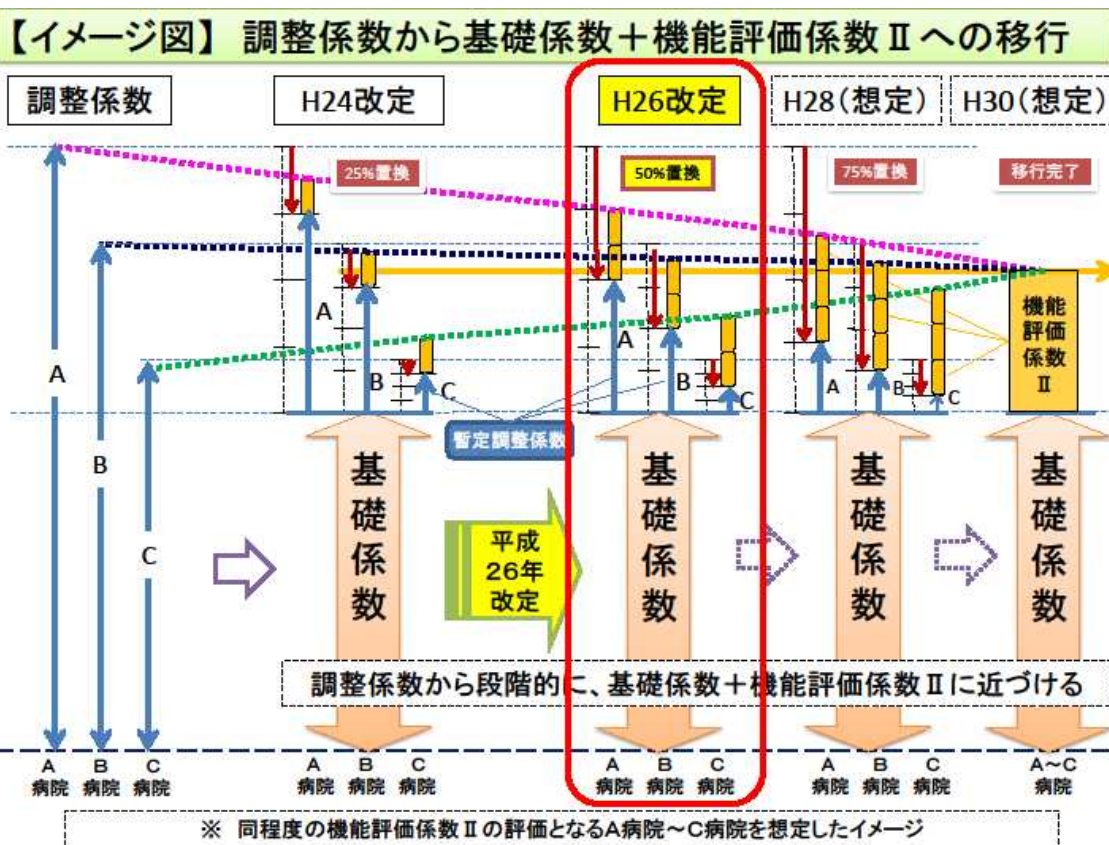 【イメージ図】 調整係数から基礎係数＋機能評価係数Ⅱへの移行
調整係数
H24改定
H26改定
H28(想定)
H30(想定)
25%置換
50%置換
75%置換
移行完了
A
B
C
A
B
C
A
B
C
A
B
C
機能
評価
係数
Ⅱ
暫定調整係数
基礎係数
基礎係数
基礎係数
基礎係数
平成
26年
改定
調整係数から段階的に、基礎係数＋機能評価係数Ⅱに近づける
A B C
病院 病院 病院
A B C
病院 病院 病院
A B C
病院 病院 病院
A B C
病院 病院 病院
A～C
病院
※ 同程度の機能評価係数Ⅱの評価となるA病院～C病院を想定したイメージ